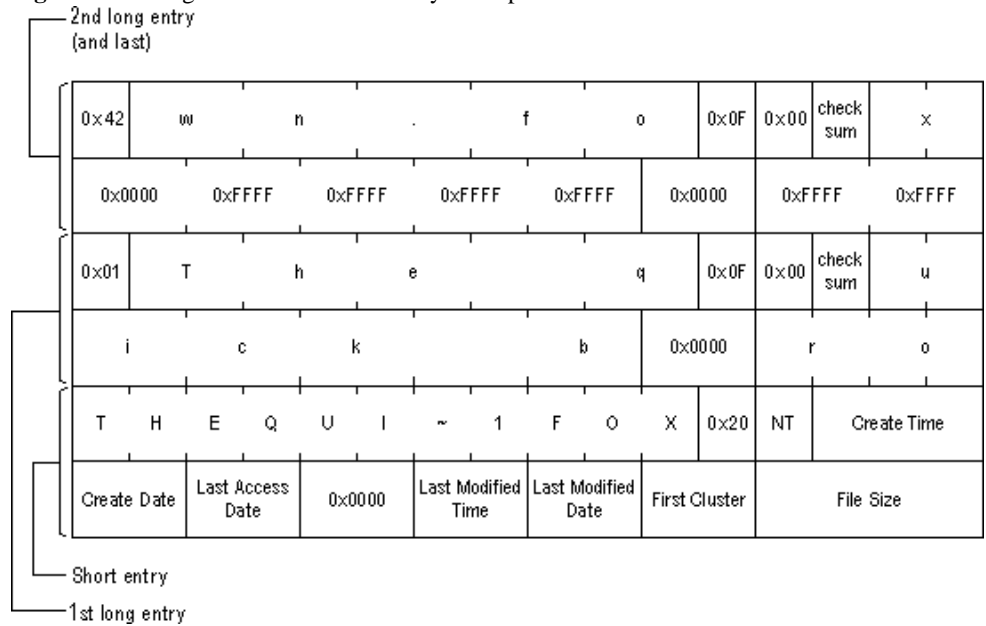 2nd long entry
(and last)
0x42 w n . f o 0x0F 0x00 check sum x
0x0000 0xFFFF 0xFFFF 0xFFFF 0xFFFF 0x0000 0xFFFF 0xFFFF
0x01 T h e q 0x0F 0x00 check sum u
i c k b 0x0000 r o
T H E Q U I ~ 1 F O X 0x20 NT Create Time
Create Date Last Access Date 0x0000 Last Modified Time Last Modified Date First Cluster File Size
Short entry
1st long entry